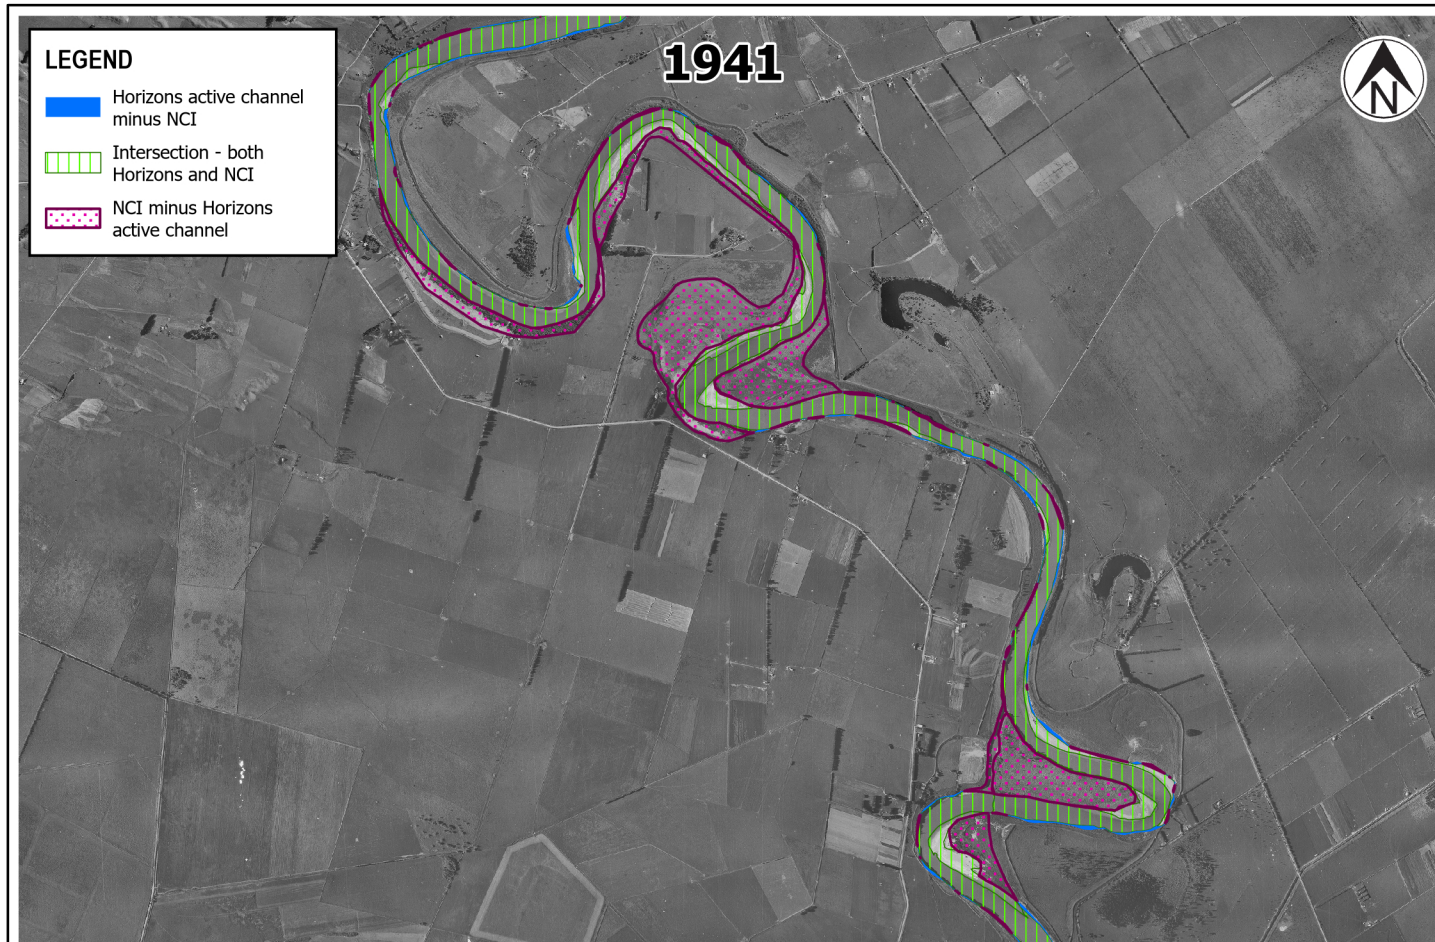 1941
LEGEND
Horizons active channel
minus NCI
Intersection - both
Horizons and NCI
NCI minus Horizons
active channel
N